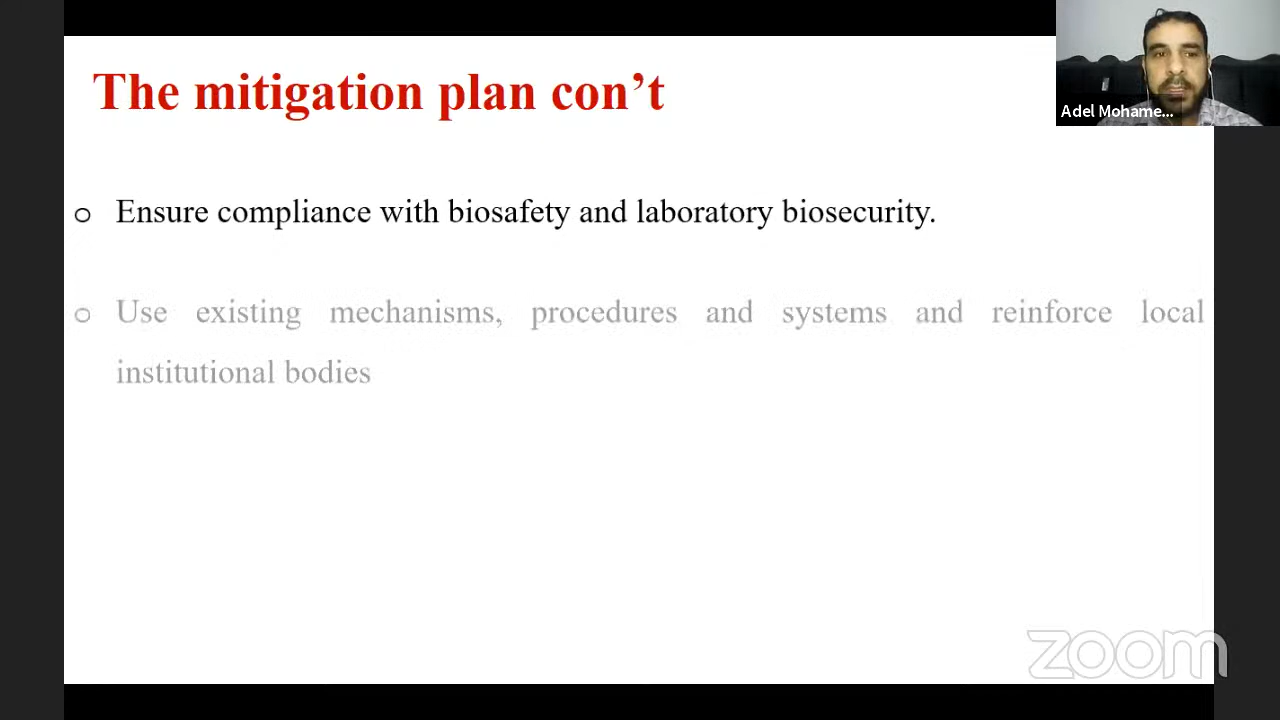 The mitigation plan con’t
Adel Mohame...
o Ensure compliance with biosafety and laboratory biosecurity.
o Use existing mechanisms, procedures and systems and reinforce local
institutional bodies
zoom